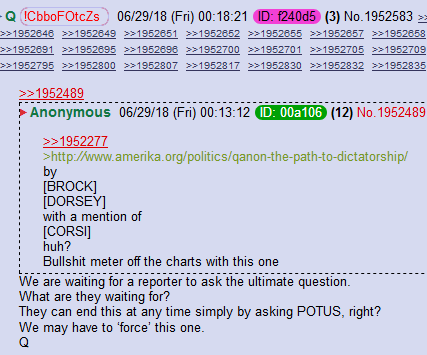 Q !CbboFOtcZs 06/29/18 (Fri) 00:18:21 ID: f240d5 (3) No.1952583
>>1952646 >>1952649 >>1952651 >>1952652 >>1952655 >>1952657 >>1952658
>>1952691 >>1952695 >>1952696 >>1952700 >>1952701 >>1952705 >>1952715
>>1952795 >>1952800 >>1952807 >>1952817 >>1952830 >>1952832 >>1952835
>>1952489
Anonymous 06/29/18 (Fri) 00:13:12 ID: 00a106 (12) No.1952489
>>1952277
>http://www.amerika.org/politics/qanon-the-path-to-dictatorship/
by
[BROCK]
[DORSEY]
with a mention of
[CORSI]
huh?
Bullshit meter off the charts with this one
We are waiting for a reporter to ask the ultimate question.
What are they waiting for?
They can end this at any time simply by asking POTUS, right?
We may have to ‘force’ this one.
Q